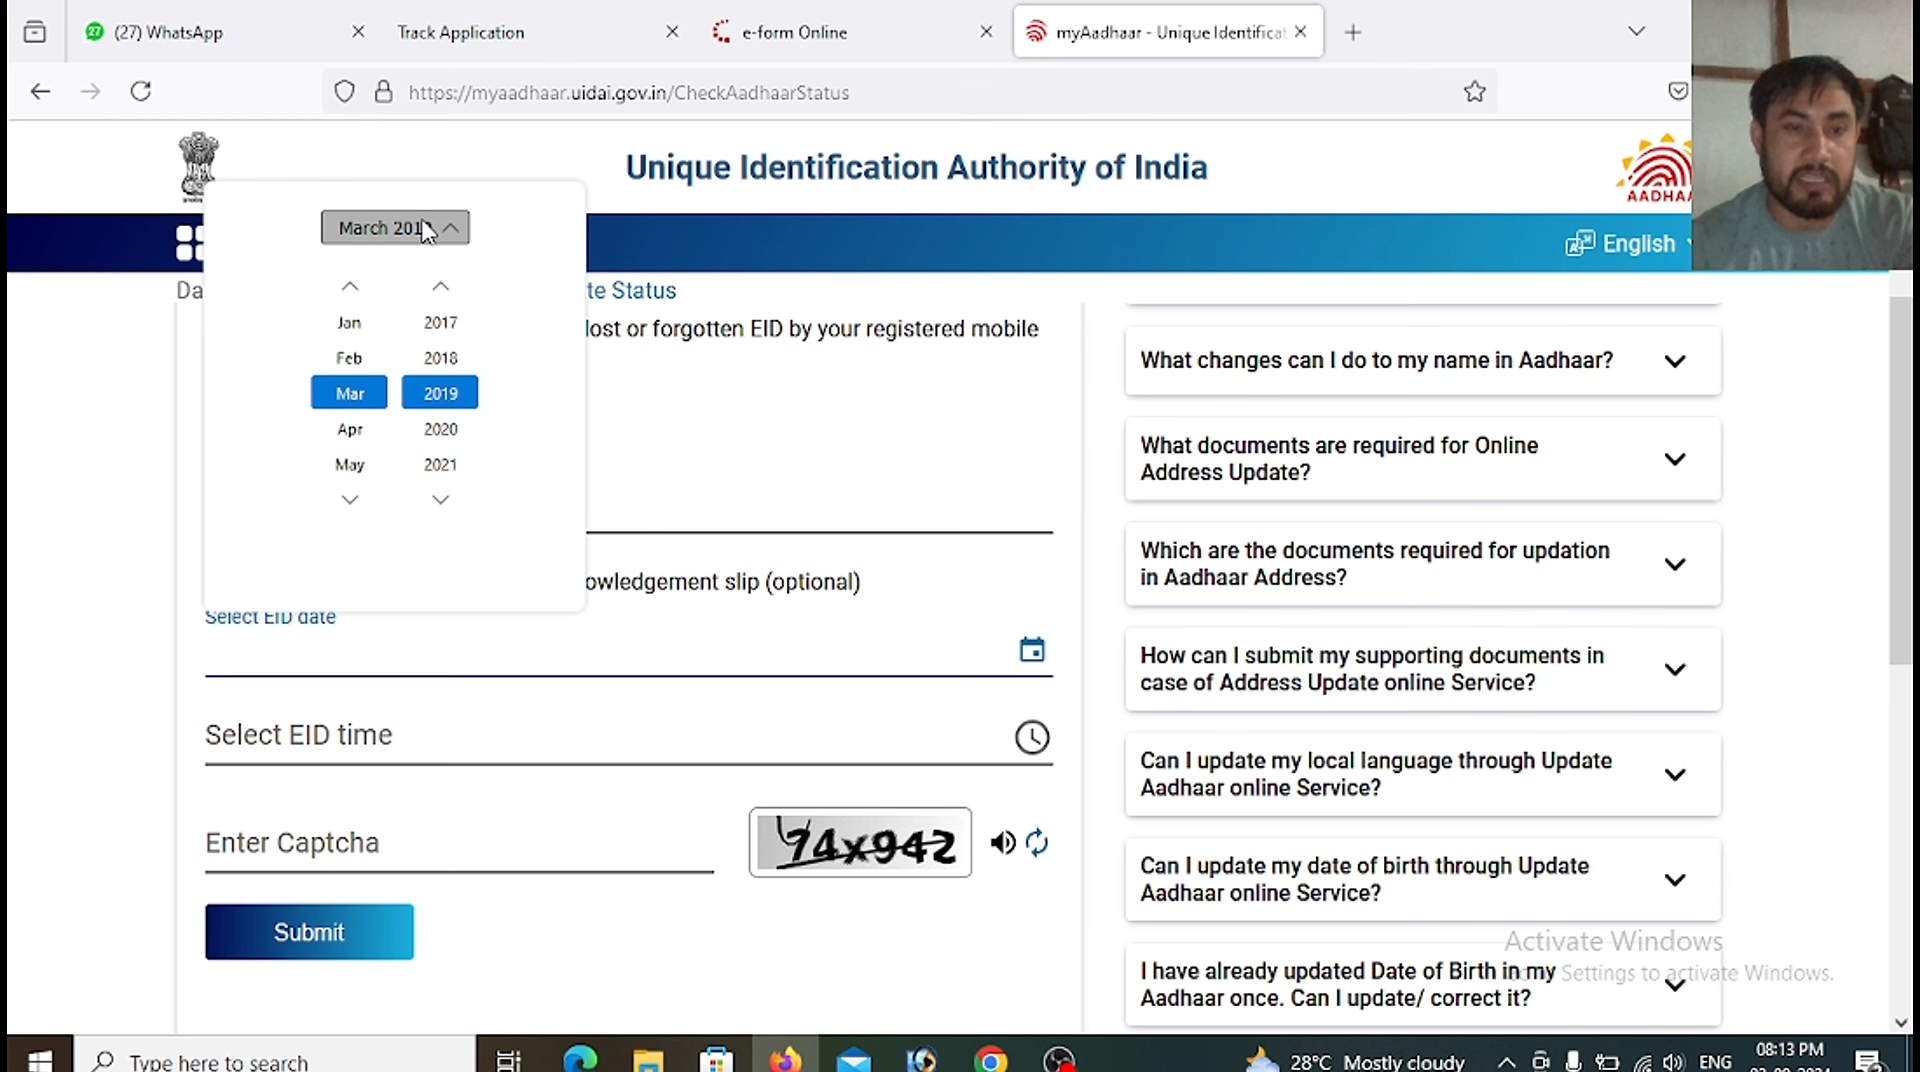 (27) WhatsApp
Track Application
e-form Online
myAadhaar - Unique Identificat
https://myaadhaar.uidai.gov.in/CheckAadhaarStatus
Unique Identification Authority of India
AADHAA
March 201
English
Da
te Status
Jan 2017
Feb 2018
Mar 2019
Apr 2020
May 2021
lost or forgotten EID by your registered mobile
owledgement slip (optional)
Select EID date
Select EID time
Enter Captcha
74x942
Submit
What changes can I do to my name in Aadhaar?
What documents are required for Online
Address Update?
Which are the documents required for updation
in Aadhaar Address?
How can I submit my supporting documents in
case of Address Update online Service?
Can I update my local language through Update
Aadhaar online Service?
Can I update my date of birth through Update
Aadhaar online Service?
I have already updated Date of Birth in my
Aadhaar once. Can I update/ correct it?
Activate Windows
Settings to activate Windows.
Type here to search
28°C Mostly cloudy
ENG
08:13 PM